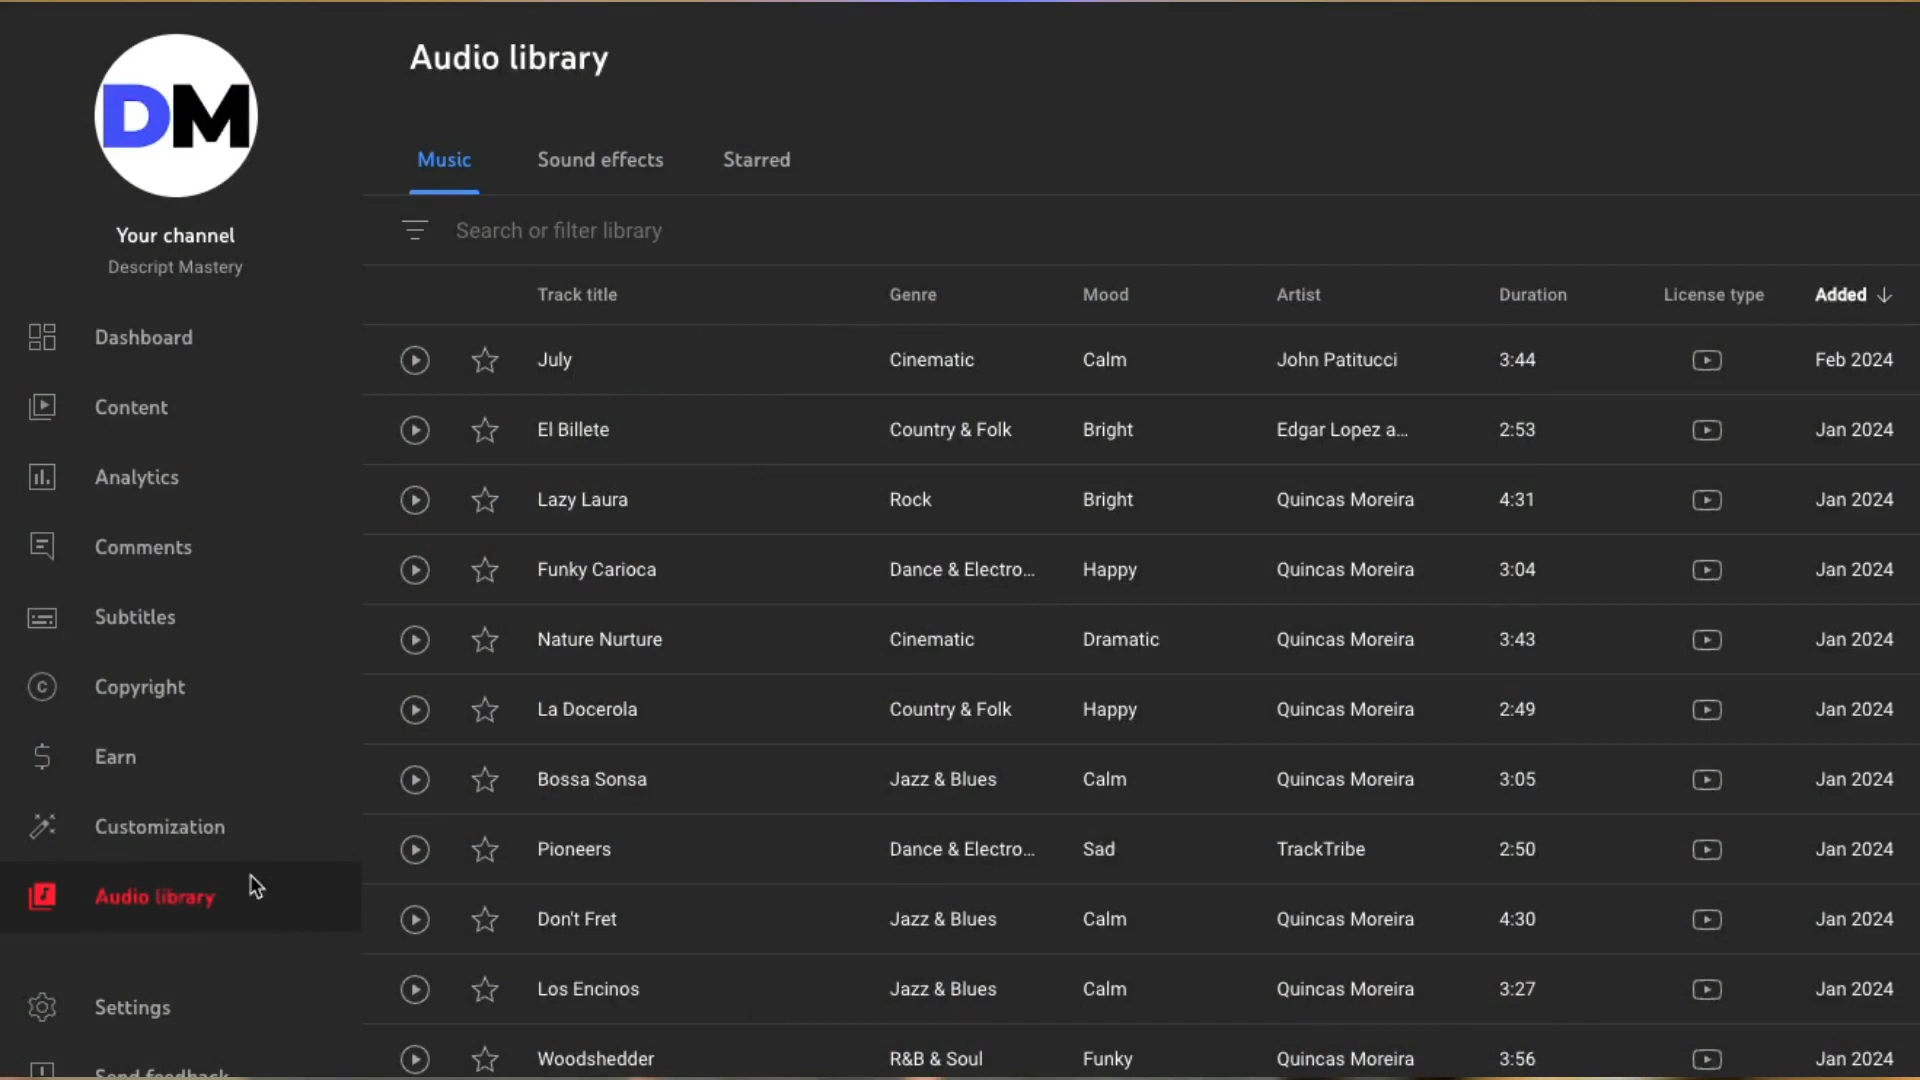 DM
Your channel
Descript Mastery
Dashboard
Content
Analytics
Comments
Subtitles
Copyright
Earn
Customization
Audio library
Settings
Send feedback
Audio library
Music Sound effects Starred
Search or filter library
Track title Genre Mood Artist Duration License type Added
July Cinematic Calm John Patitucci 3:44 Feb 2024
El Billete Country & Folk Bright Edgar Lopez a... 2:53 Jan 2024
Lazy Laura Rock Bright Quincas Moreira 4:31 Jan 2024
Funky Carioca Dance & Electro... Happy Quincas Moreira 3:04 Jan 2024
Nature Nurture Cinematic Dramatic Quincas Moreira 3:43 Jan 2024
La Docerola Country & Folk Happy Quincas Moreira 2:49 Jan 2024
Bossa Sonsa Jazz & Blues Calm Quincas Moreira 3:05 Jan 2024
Pioneers Dance & Electro... Sad TrackTribe 2:50 Jan 2024
Don't Fret Jazz & Blues Calm Quincas Moreira 4:30 Jan 2024
Los Encinos Jazz & Blues Calm Quincas Moreira 3:27 Jan 2024
Woodshedder R&B & Soul Funky Quincas Moreira 3:56 Jan 2024